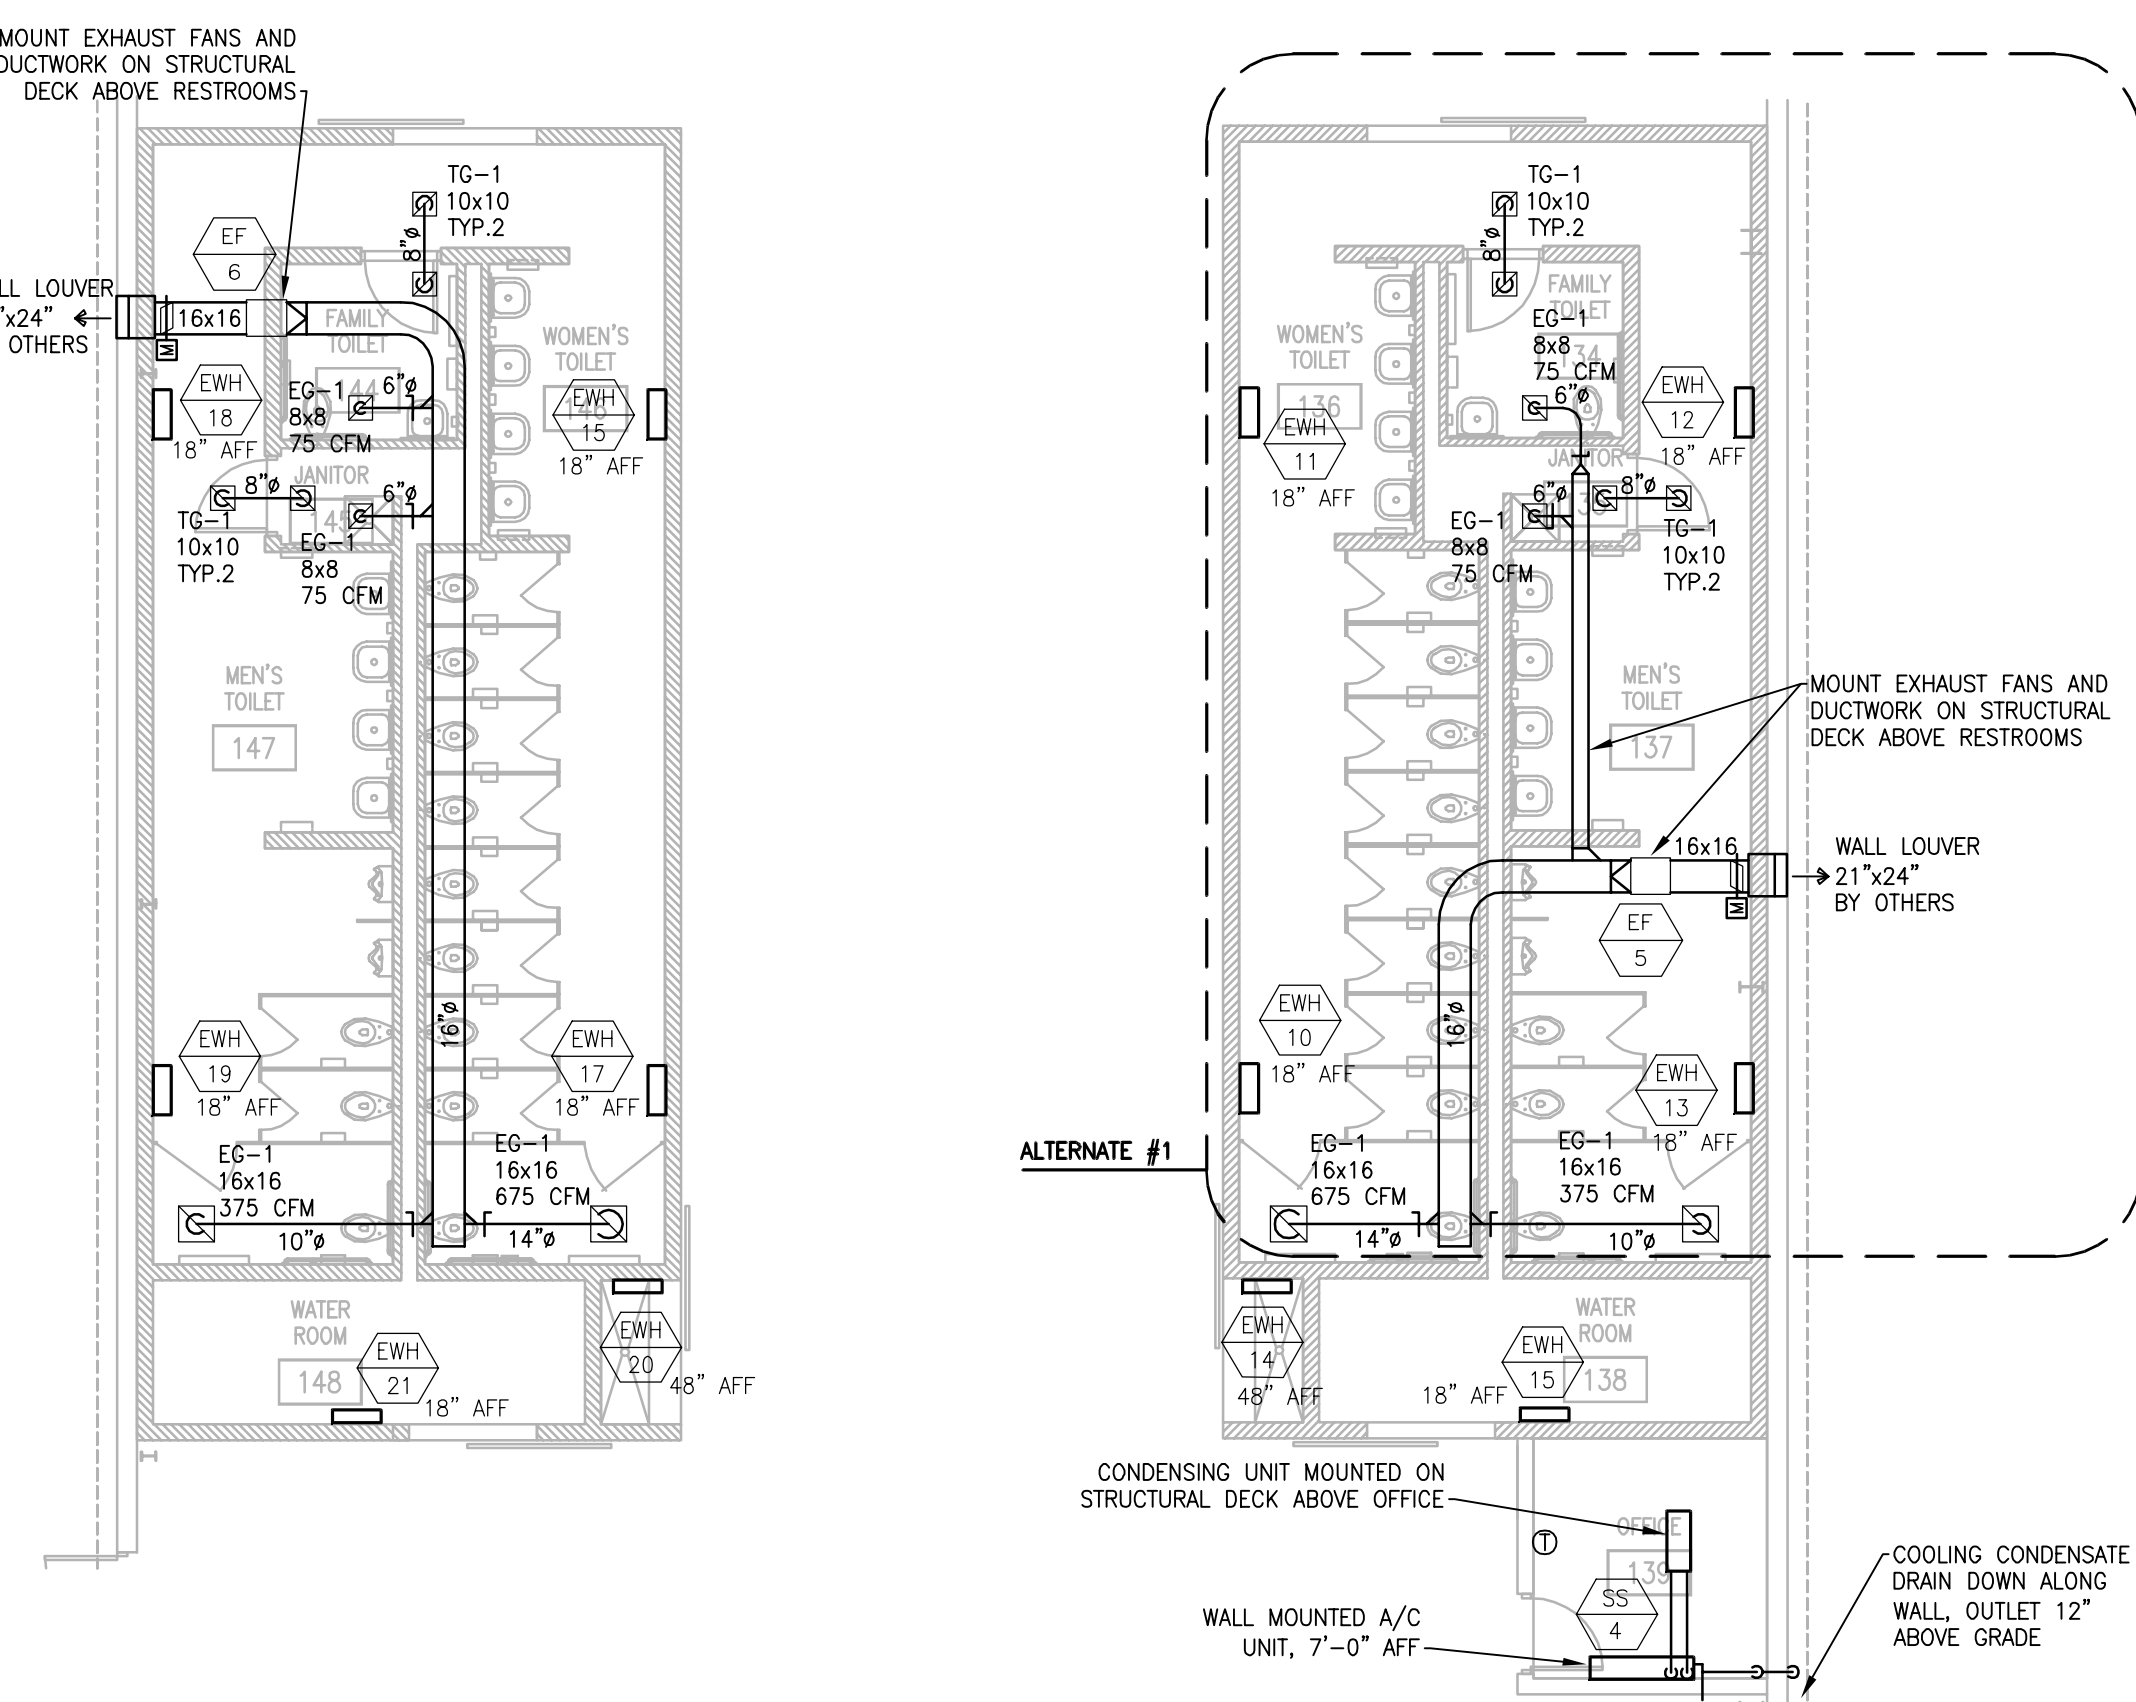 MOUNT EXHAUST FANS AND
DUCTWORK ON STRUCTURAL
DECK ABOVE RESTROOMS
TG-1
10x10
TYP.2
8"ø
EF
6
LL LOUVER
"x24"
OTHERS
16x16
M
FAMILY
TOILET
144
WOMEN'S
TOILET
146
EWH
18
18" AFF
EG-1
8x8
75 CFM
6"ø
EWH
15
18" AFF
JANITOR
145
8"ø
6"ø
TG-1
10x10
TYP.2
EG-1
8x8
75 CFM
MEN'S
TOILET
147
16"ø
EWH
19
18" AFF
EWH
17
18" AFF
EG-1
16x16
375 CFM
10"ø
EG-1
16x16
675 CFM
14"ø
WATER
ROOM
148
EWH
21
18" AFF
EWH
20
48" AFF
TG-1
10x10
TYP.2
8"ø
FAMILY
TOILET
134
EG-1
8x8
75 CFM
6"ø
WOMEN'S
TOILET
136
EWH
11
18" AFF
EWH
12
18" AFF
JANITOR
8"ø
6"ø
EG-1
8x8
75 CFM
TG-1
10x10
TYP.2
MEN'S
TOILET
137
MOUNT EXHAUST FANS AND
DUCTWORK ON STRUCTURAL
DECK ABOVE RESTROOMS
16x16
M
WALL LOUVER
21"x24"
BY OTHERS
EF
5
EWH
10
18" AFF
16"ø
EWH
13
18" AFF
ALTERNATE #1
EG-1
16x16
675 CFM
14"ø
EG-1
16x16
375 CFM
10"ø
EWH
14
48" AFF
WATER
ROOM
138
EWH
15
18" AFF
CONDENSING UNIT MOUNTED ON
STRUCTURAL DECK ABOVE OFFICE
T
OFFICE
139
SS
4
WALL MOUNTED A/C
UNIT, 7'-0" AFF
COOLING CONDENSATE
DRAIN DOWN ALONG
WALL, OUTLET 12"
ABOVE GRADE